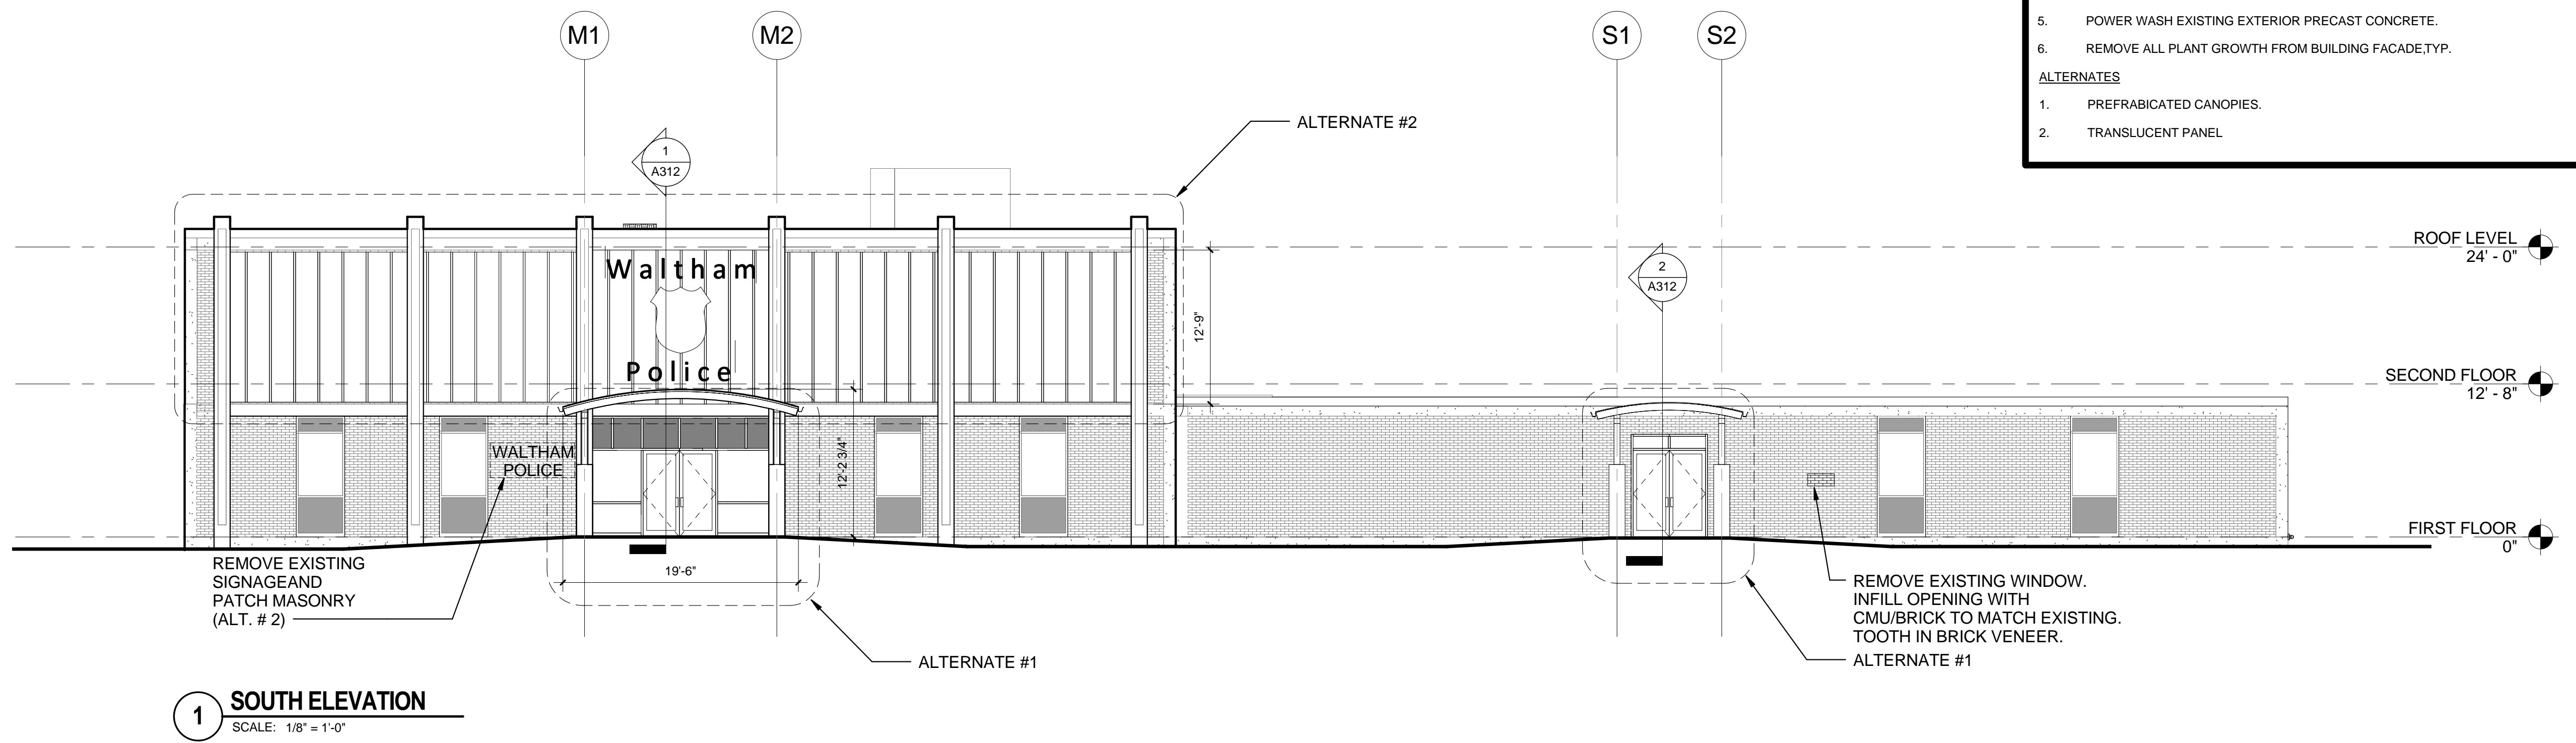 5. POWER WASH EXISTING EXTERIOR PRECAST CONCRETE.
6. REMOVE ALL PLANT GROWTH FROM BUILDING FACADE,TYP.
ALTERNATES
1. PREFRABICATED CANOPIES.
2. TRANSLUCENT PANEL
M1
M2
S1
S2
ALTERNATE #2
1
A312
2
A312
ROOF LEVEL
24' - 0"
Waltham
Police
12'-9"
SECOND FLOOR
12' - 8"
WALTHAM
POLICE
12'-2 3/4"
FIRST FLOOR
0"
19'-6"
REMOVE EXISTING
SIGNAGEAND
PATCH MASONRY
(ALT. # 2)
REMOVE EXISTING WINDOW.
INFILL OPENING WITH
CMU/BRICK TO MATCH EXISTING.
TOOTH IN BRICK VENEER.
ALTERNATE #1
ALTERNATE #1
1
SOUTH ELEVATION
SCALE: 1/8" = 1'-0"